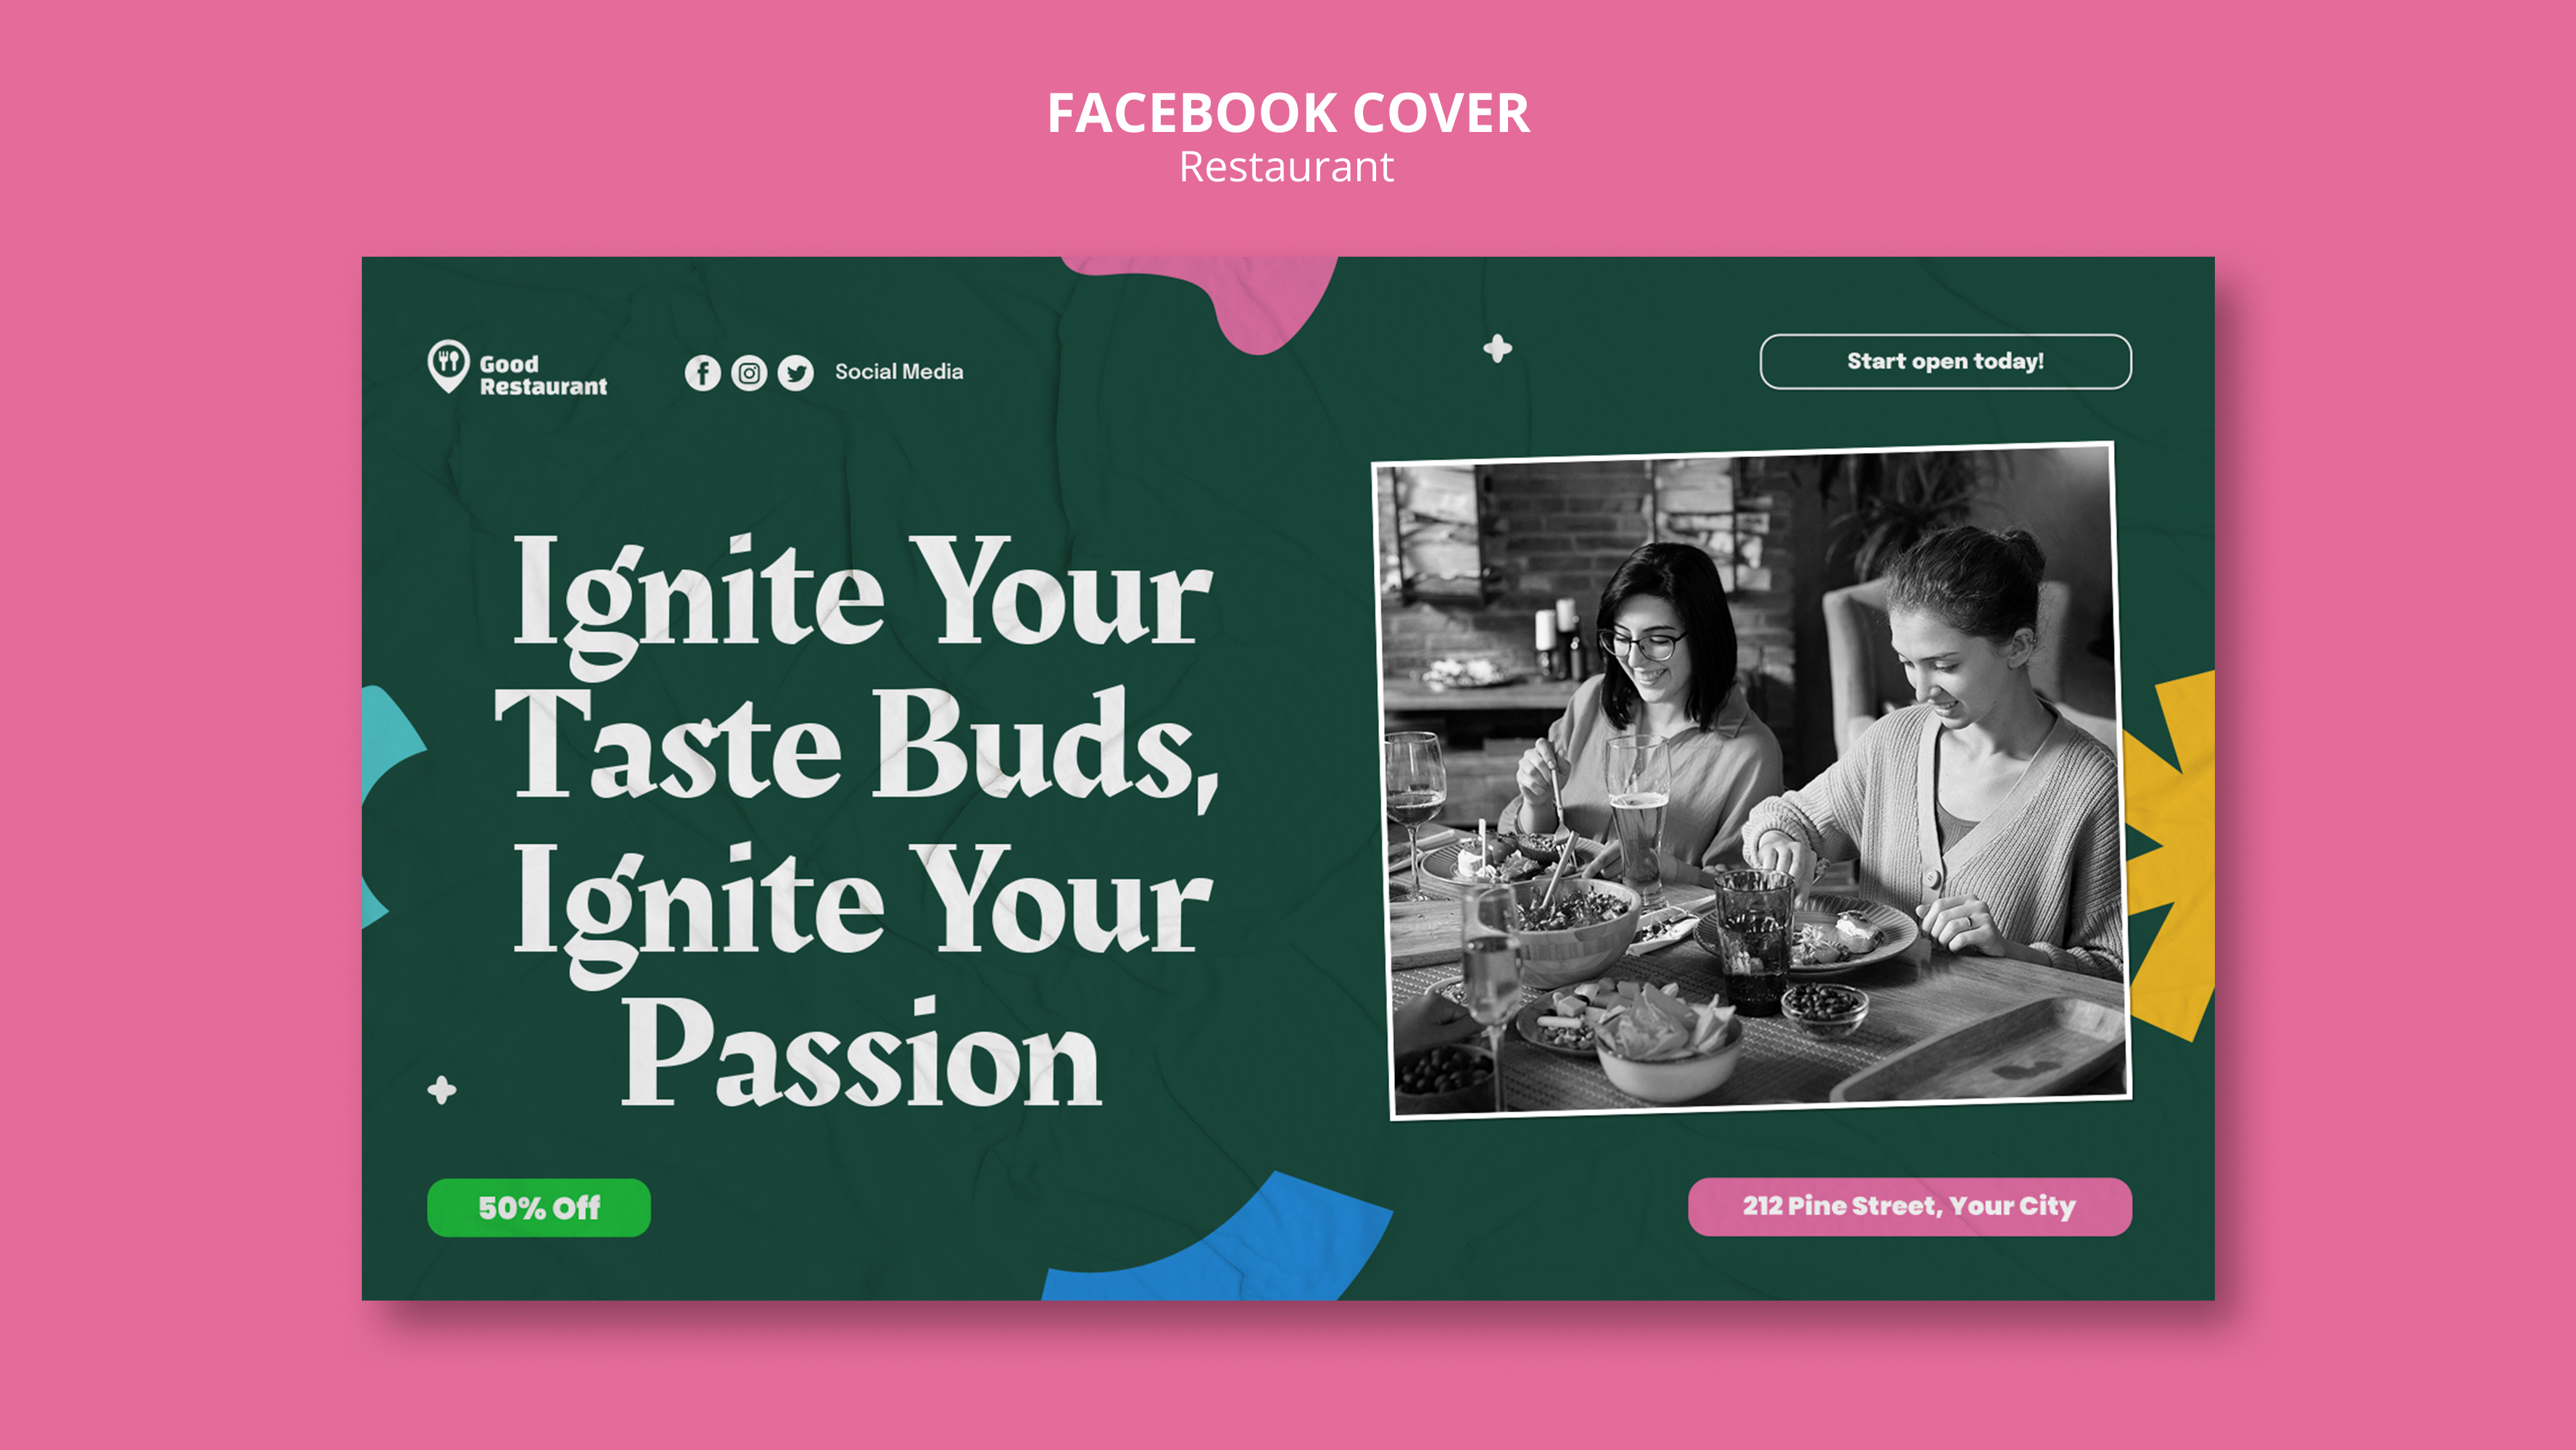 FACEBOOK COVER
Restaurant
Good
Restaurant
Social Media
Start open today!
Ignite Your
Taste Buds,
Ignite Your
Passion
50% Off
212 Pine Street, Your City